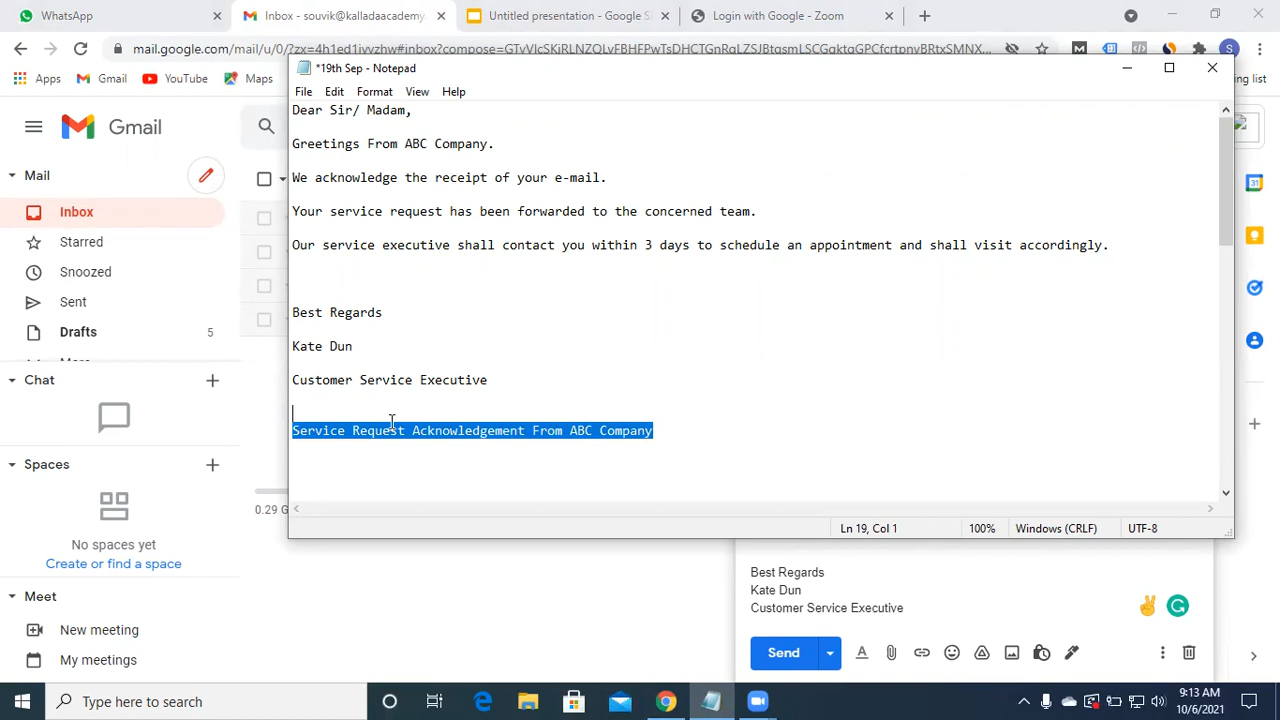 WhatsApp
Inbox - souvik@kalladaacademy
Untitled presentation - Google S
Login with Google - Zoom
mail.google.com/mail/u/0/
Apps
Gmail
YouTube
Maps
ing list
*19th Sep - Notepad
File Edit Format View Help
Gmail
Mail
Inbox
Starred
Snoozed
Sent
Drafts 5
More
Chat
Spaces
No spaces yet
Create or find a space
Meet
New meeting
My meetings
0.29 G
Dear Sir/ Madam,
Greetings From ABC Company.
We acknowledge the receipt of your e-mail.
Your service request has been forwarded to the concerned team.
Our service executive shall contact you within 3 days to schedule an appointment and shall visit accordingly.
Best Regards
Kate Dun
Customer Service Executive
Service Request Acknowledgement From ABC Company
Ln 19, Col 1 100% Windows (CRLF) UTF-8
Best Regards
Kate Dun
Customer Service Executive
Send
Type here to search
9:13 AM
10/6/2021